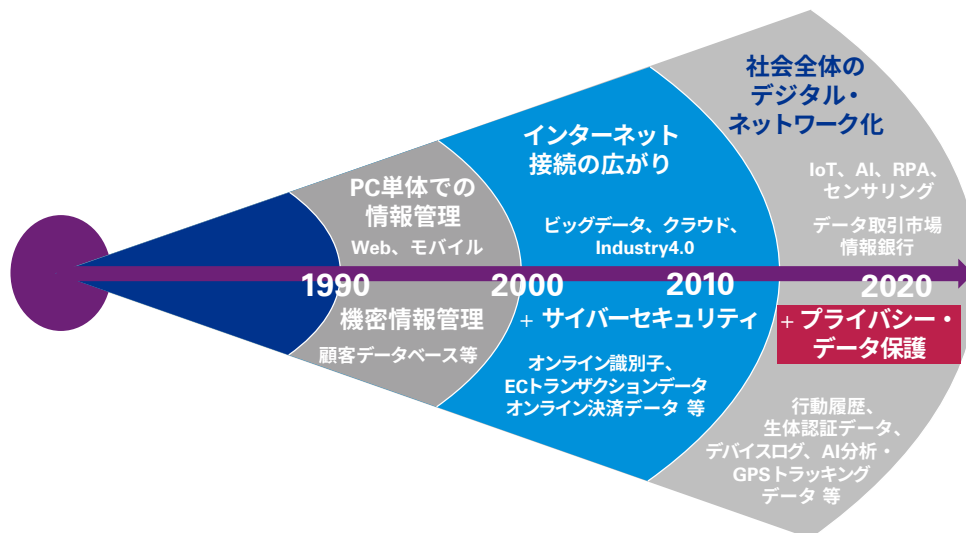 PC単体での
情報管理
Web、モバイル
インターネット
接続の広がり
ビッグデータ、クラウド、
Industry4.0
社会全体の
デジタル・
ネットワーク化
IoT、AI、RPA、
センサリング
データ取引市場
情報銀行
1990
2000
2010
2020
機密情報管理
顧客データベース等
+ サイバーセキュリティ
オンライン識別子、
ECトランザクションデータ
オンライン決済データ 等
+ プライバシー・
データ保護
行動履歴、
生体認証データ、
デバイスログ、AI分析・
GPSトラッキング
データ 等